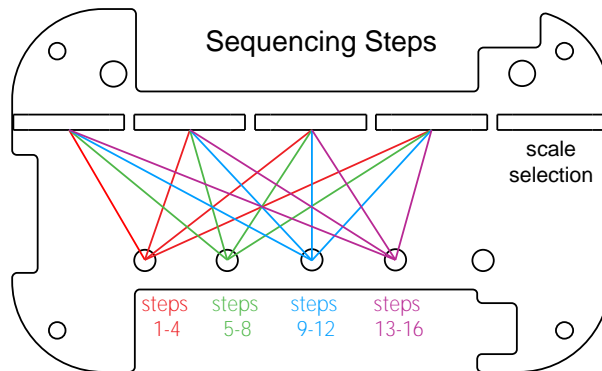 Sequencing Steps
scale
selection
steps
1-4
steps
5-8
steps
9-12
steps
13-16